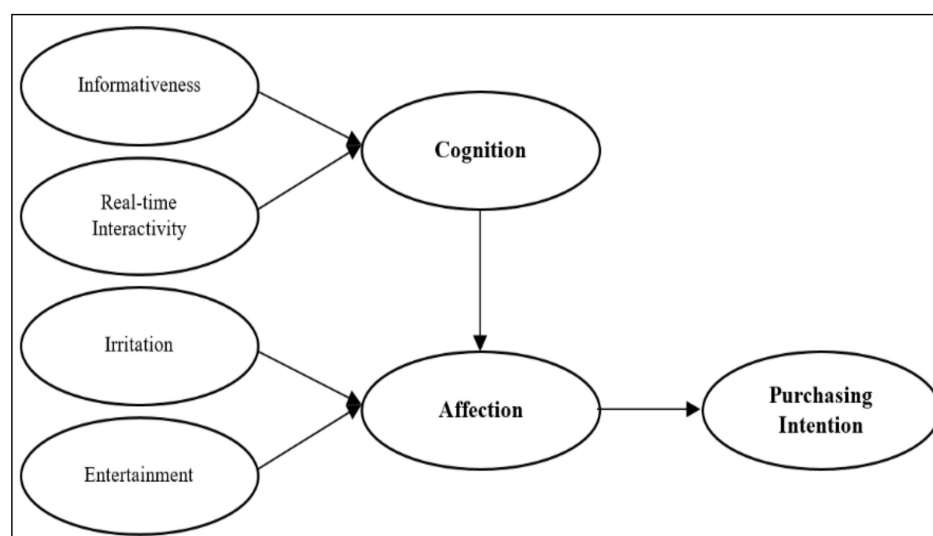 Informativeness
Cognition
Real-time
Interactivity
Irritation
Affection
Purchasing
Intention
Entertainment